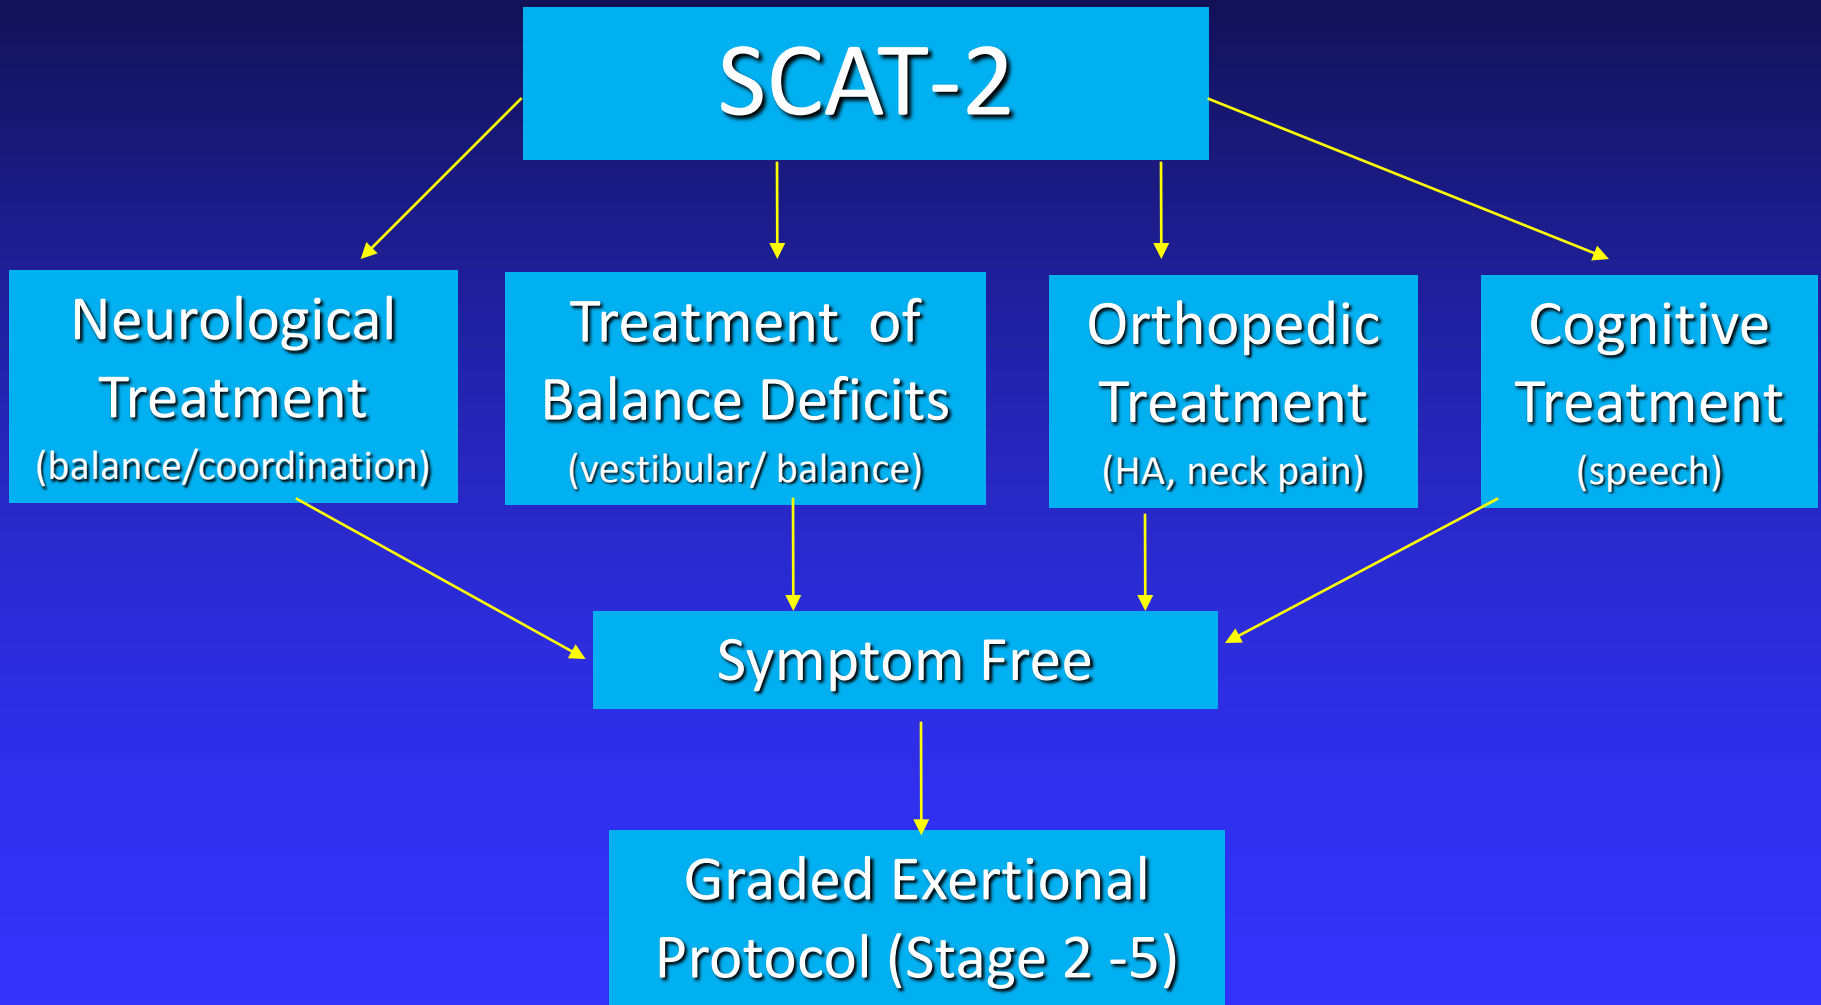 SCAT-2
Neurological
Treatment
(balance/coordination)
Treatment of
Balance Deficits
(vestibular/ balance)
Orthopedic
Treatment
(HA, neck pain)
Cognitive
Treatment
(speech)
Symptom Free
Graded Exertional
Protocol (Stage 2 -5)